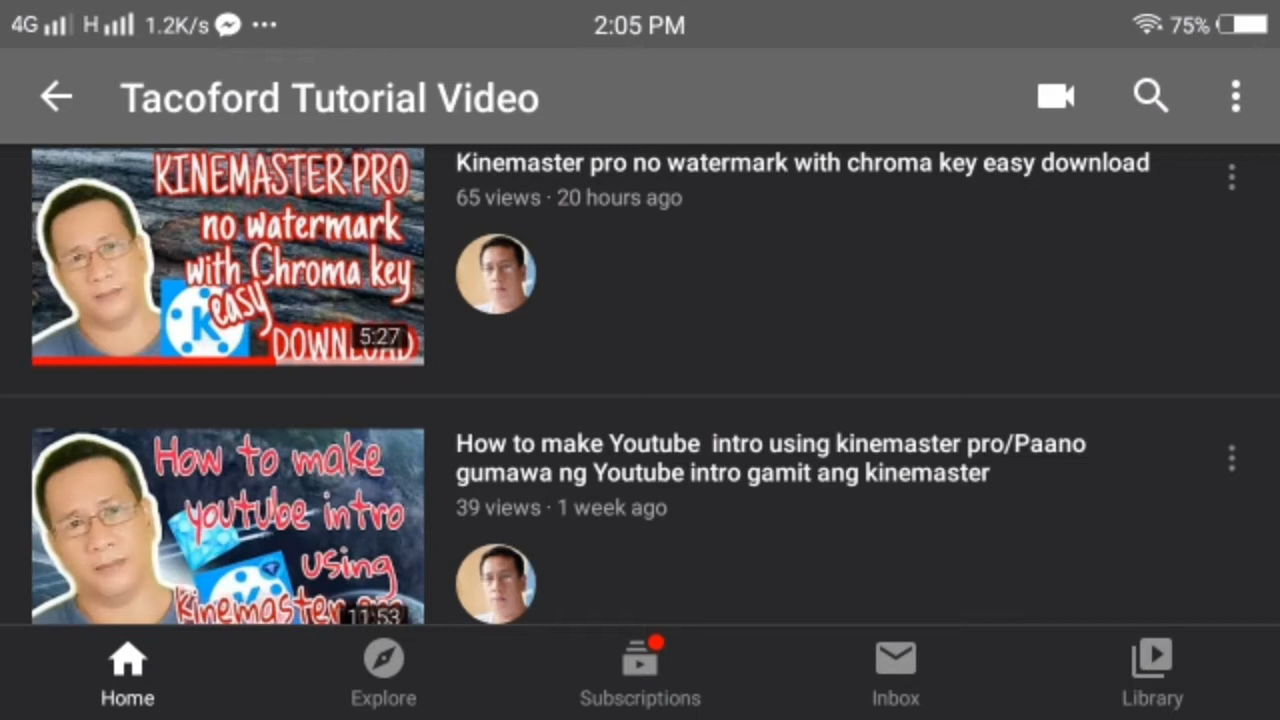 4G H 1.2K/s 2:05 PM 75%
Tacoford Tutorial Video
KINEMASTER PRO
no watermark
with Chroma key
easy
DOWNLOAD
5:27
Kinemaster pro no watermark with chroma key easy download
65 views · 20 hours ago
How to make
youtube intro
using
kinemaster pro
11:53
How to make Youtube intro using kinemaster pro/Paano
gumawa ng Youtube intro gamit ang kinemaster
39 views · 1 week ago
Home Explore Subscriptions Inbox Library